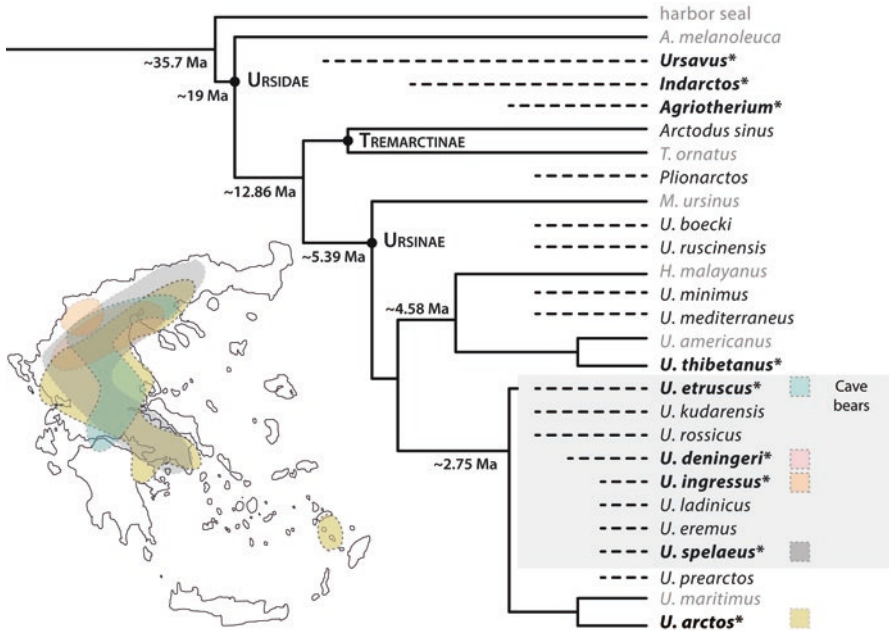 harbor seal
A. melanoleuca
~35.7 Ma
Ursavus*
URSIDAE
Indarctos*
~19 Ma
Agriotherium*
Arctodus sinus
TREMARCTINAE
T. ornatus
Plionarctos
~12.86 Ma
M. ursinus
U. boecki
URSINAE
U. ruscinensis
~5.39 Ma
H. malayanus
U. minimus
~4.58 Ma
U. mediterraneus
U. americanus
U. thibetanus*
U. etruscus*
Cave
bears
U. kudarensis
U. rossicus
~2.75 Ma
U. deningeri*
U. ingressus*
U. ladinicus
U. eremus
U. spelaeus*
U. prearctos
U. maritimus
U. arctos*